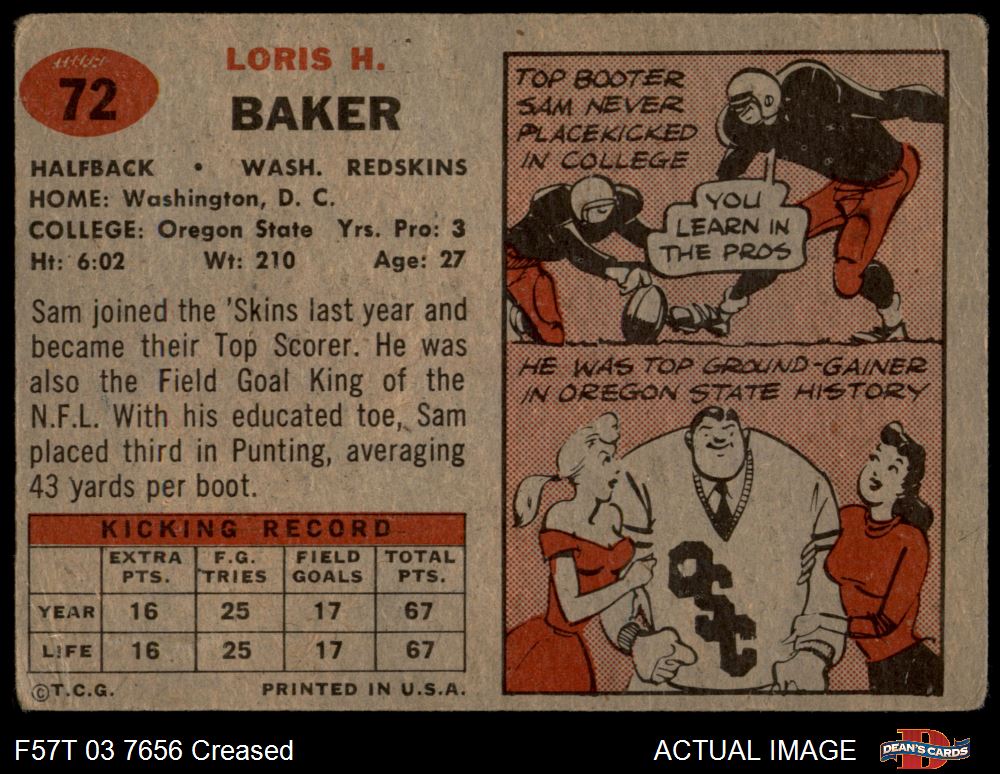 72
LORIS H.
BAKER
HALFBACK • WASH. REDSKINS
HOME: Washington, D. C.
COLLEGE: Oregon State Yrs. Pro: 3
Ht: 6:02 Wt: 210 Age: 27
Sam joined the 'Skins last year and
became their Top Scorer. He was
also the Field Goal King of the
N.F.L. With his educated toe, Sam
placed third in Punting, averaging
43 yards per boot.
KICKING RECORD
EXTRA PTS. F.G. TRIES FIELD GOALS TOTAL PTS.
YEAR 16 25 17 67
LIFE 16 25 17 67
©T.C.G. PRINTED IN U.S.A.
TOP BOOTER
SAM NEVER
PLACEKICKED
IN COLLEGE
YOU
LEARN IN
THE PROS
HE WAS TOP GROUND-GAINER
IN OREGON STATE HISTORY
OSC
F57T 03 7656 Creased
ACTUAL IMAGE
D
DEAN'S CARDS